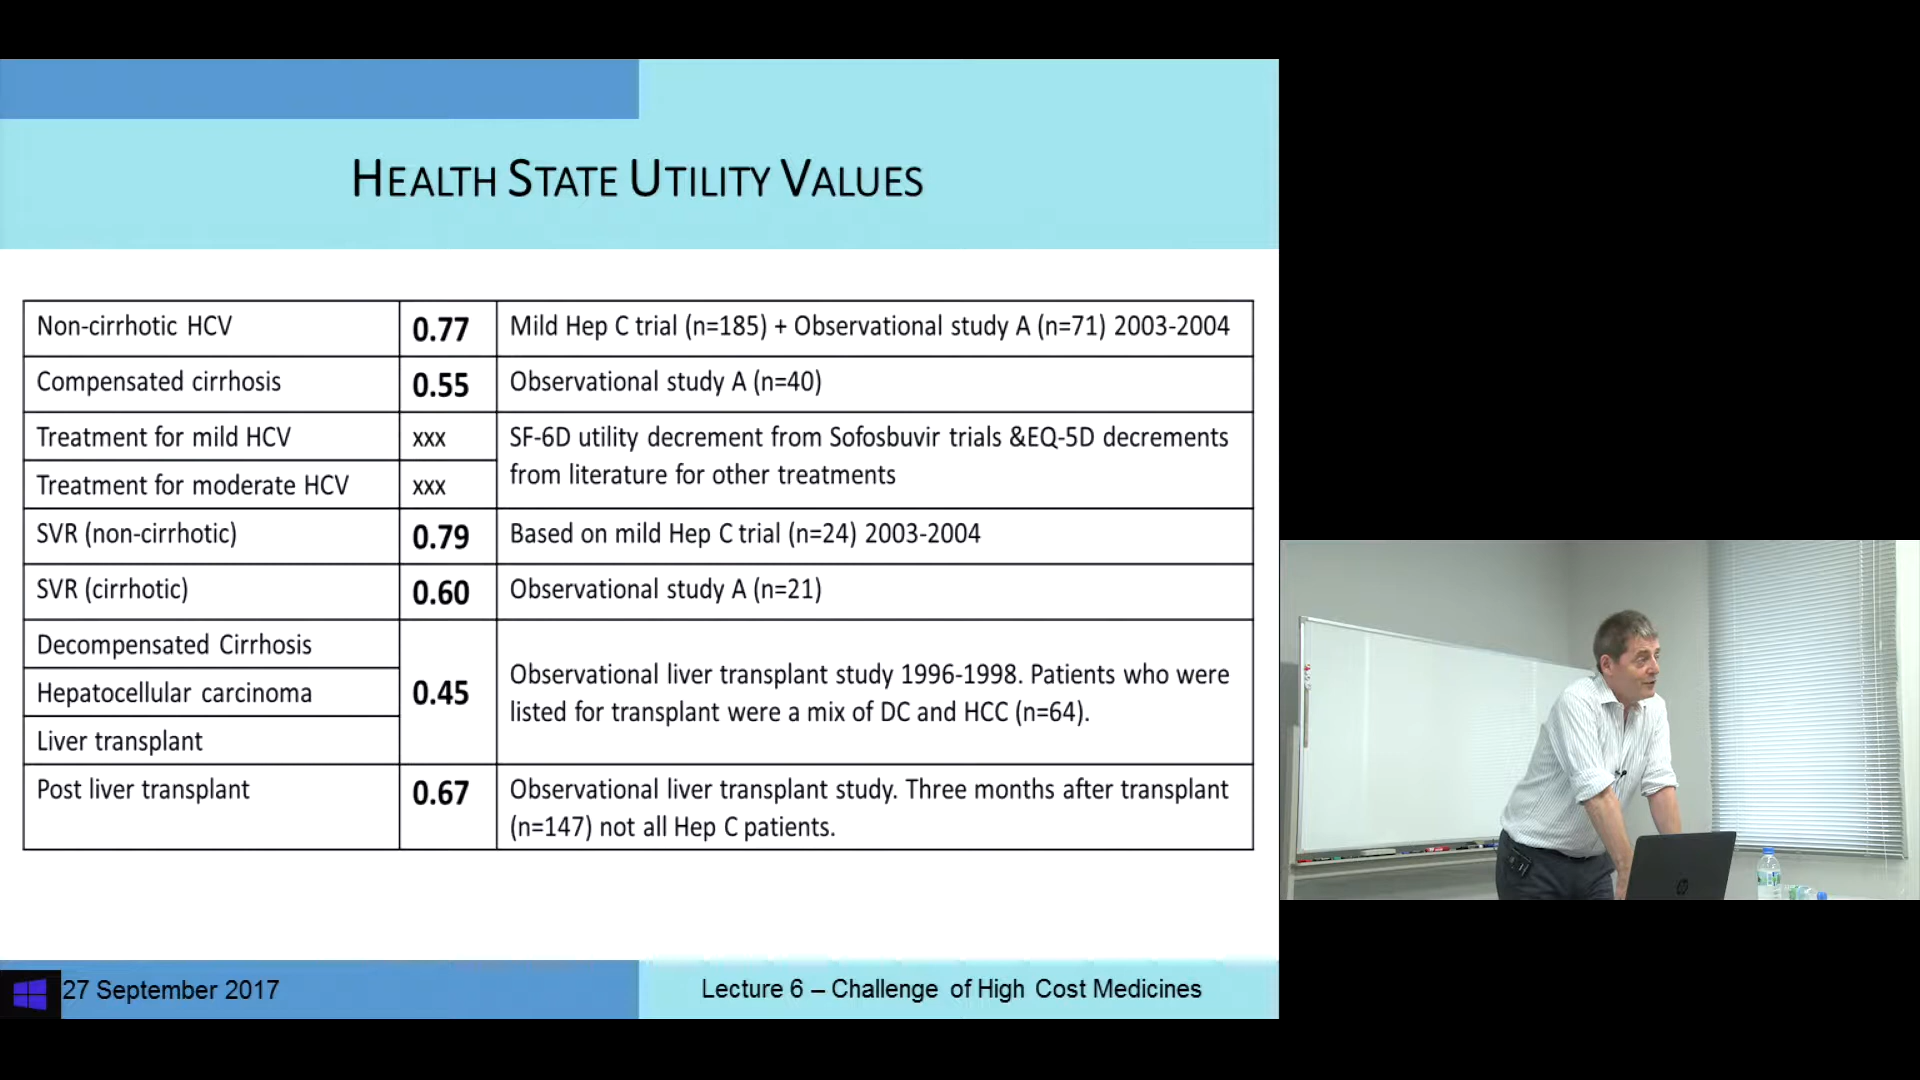 HEALTH STATE UTILITY VALUES
Non-cirrhotic HCV 0.77 Mild Hep C trial (n=185) + Observational study A (n=71) 2003-2004
Compensated cirrhosis 0.55 Observational study A (n=40)
Treatment for mild HCV xxx SF-6D utility decrement from Sofosbuvir trials &EQ-5D decrements
from literature for other treatments
Treatment for moderate HCV xxx
SVR (non-cirrhotic) 0.79 Based on mild Hep C trial (n=24) 2003-2004
SVR (cirrhotic) 0.60 Observational study A (n=21)
Decompensated Cirrhosis
Hepatocellular carcinoma
Liver transplant
0.45
Observational liver transplant study 1996-1998. Patients who were
listed for transplant were a mix of DC and HCC (n=64).
Post liver transplant 0.67 Observational liver transplant study. Three months after transplant
(n=147) not all Hep C patients.
27 September 2017
Lecture 6 – Challenge of High Cost Medicines
hp